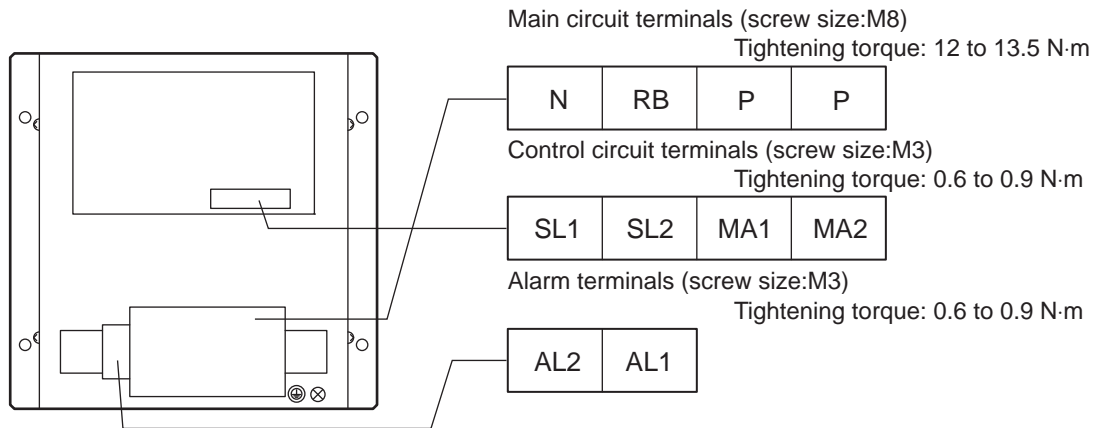 Main circuit terminals (screw size:M8)
Tightening torque: 12 to 13.5 N·m
N RB P P
Control circuit terminals (screw size:M3)
Tightening torque: 0.6 to 0.9 N·m
SL1 SL2 MA1 MA2
Alarm terminals (screw size:M3)
Tightening torque: 0.6 to 0.9 N·m
AL2 AL1